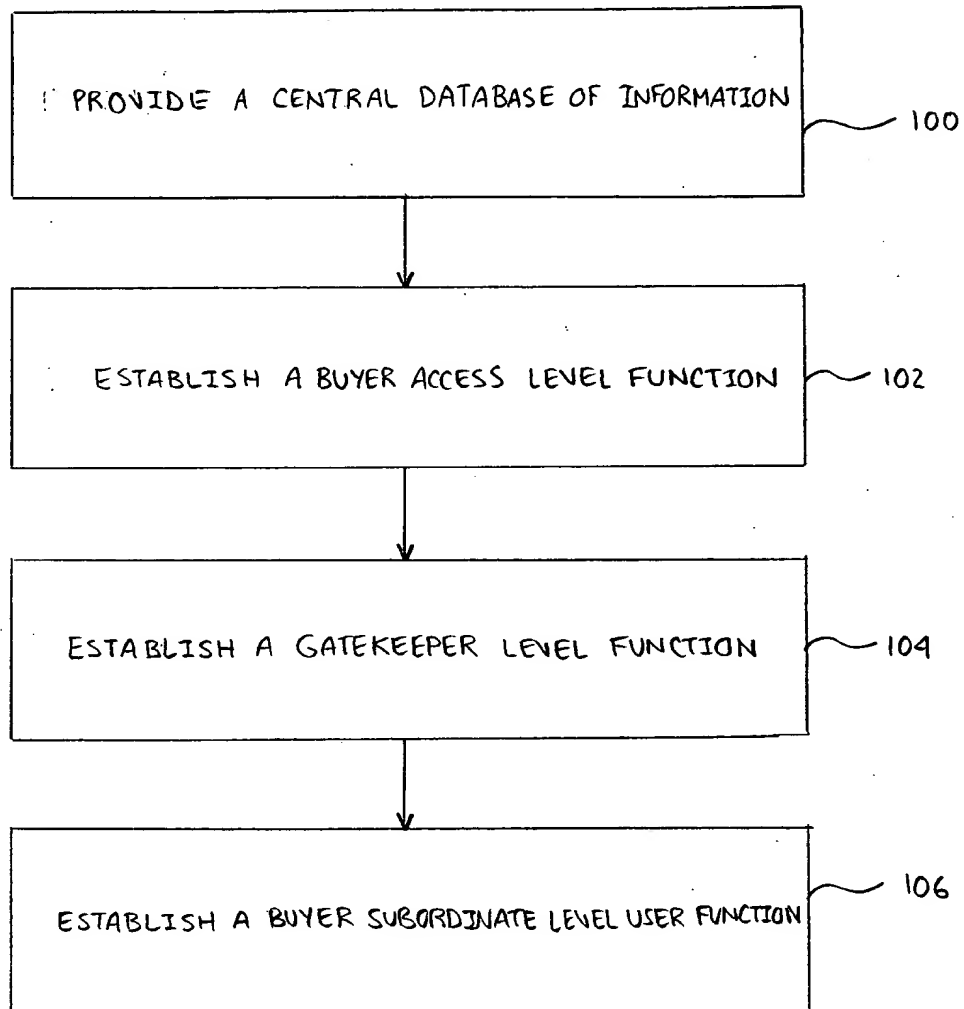 PROVIDE A CENTRAL DATABASE OF INFORMATION
100
ESTABLISH A BUYER ACCESS LEVEL FUNCTION
102
ESTABLISH A GATEKEEPER LEVEL FUNCTION
104
ESTABLISH A BUYER SUBORDINATE LEVEL USER FUNCTION
106